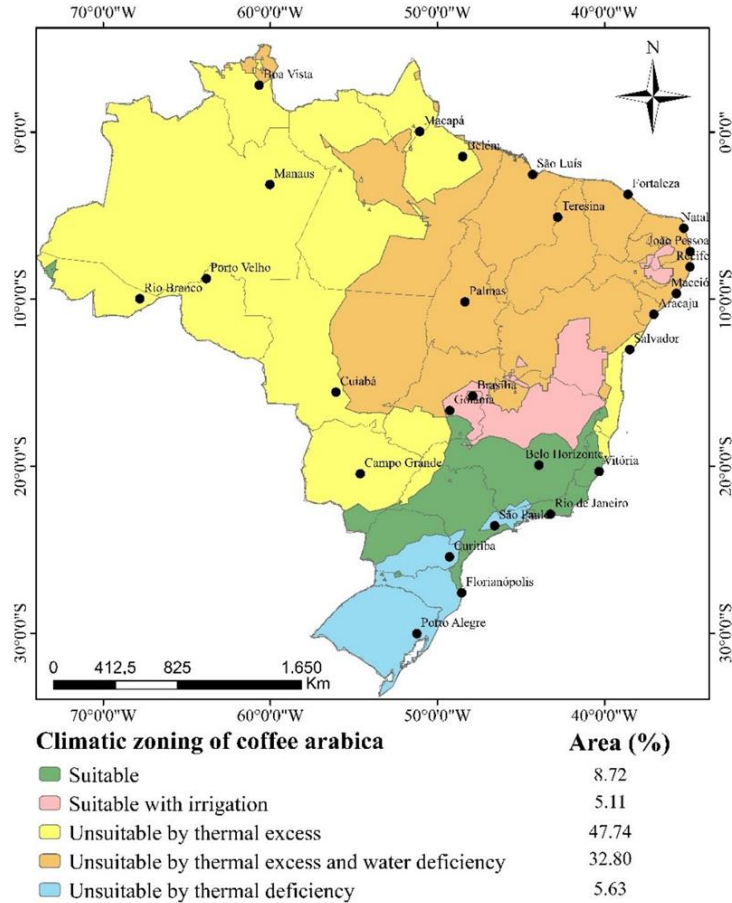 70°0'0"W 60°0'0"W 50°0'0"W 40°0'0"W
N
Boa Vista
0°0'0" Macapá 0°0'0"
Belém
São Luís
Manaus
Fortaleza
Teresina
Natal
João Pessoa
Recife
Porto Velho
Maceió
Rio Branco
Palmas
10°0'0"S Aracaju 10°0'0"S
Salvador
Cuiabá
Brasília
Goiânia
Campo Grande
Belo Horizonte
Vitória
20°0'0"S 20°0'0"S
Rio de Janeiro
São Paulo
Curitiba
Florianópolis
Porto Alegre
30°0'0"S 30°0'0"S
0 412,5 825 1.650
Km
70°0'0"W 60°0'0"W 50°0'0"W 40°0'0"W
Climatic zoning of coffee arabica Area (%)
Suitable 8.72
Suitable with irrigation 5.11
Unsuitable by thermal excess 47.74
Unsuitable by thermal excess and water deficiency 32.80
Unsuitable by thermal deficiency 5.63